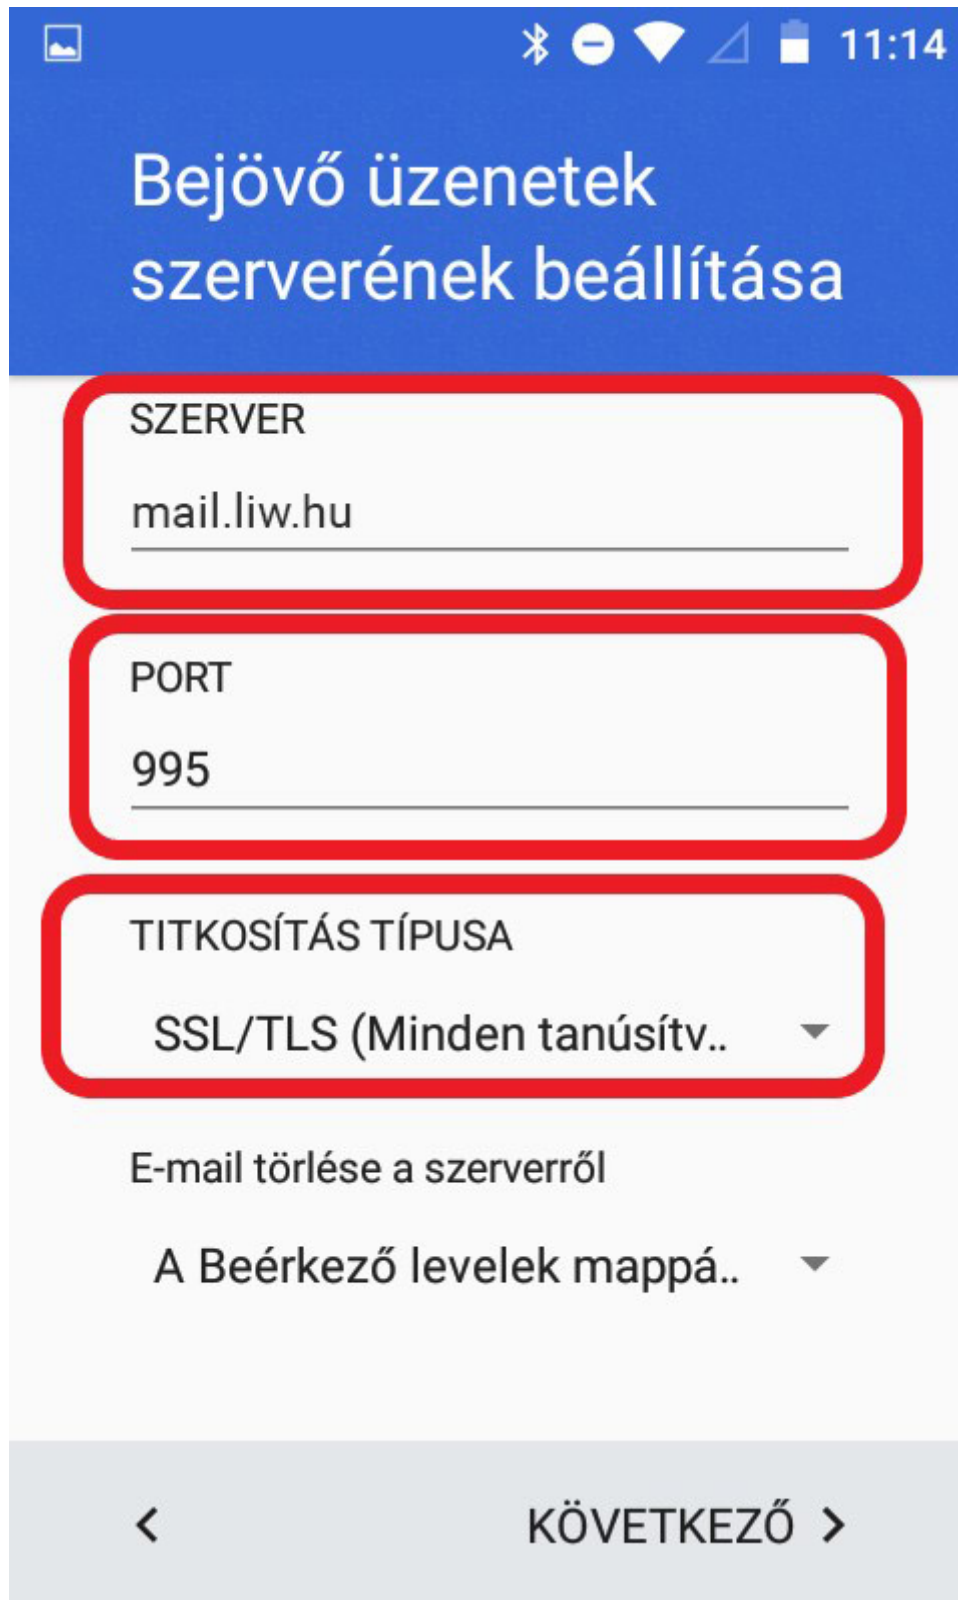 11:14
Bejövő üzenetek
szerverének beállítása
SZERVER
mail.liw.hu
PORT
995
TITKOSÍTÁS TÍPUSA
SSL/TLS (Minden tanúsítv..
E-mail törlése a szerverről
A Beérkező levelek mappá..
KÖVETKEZŐ